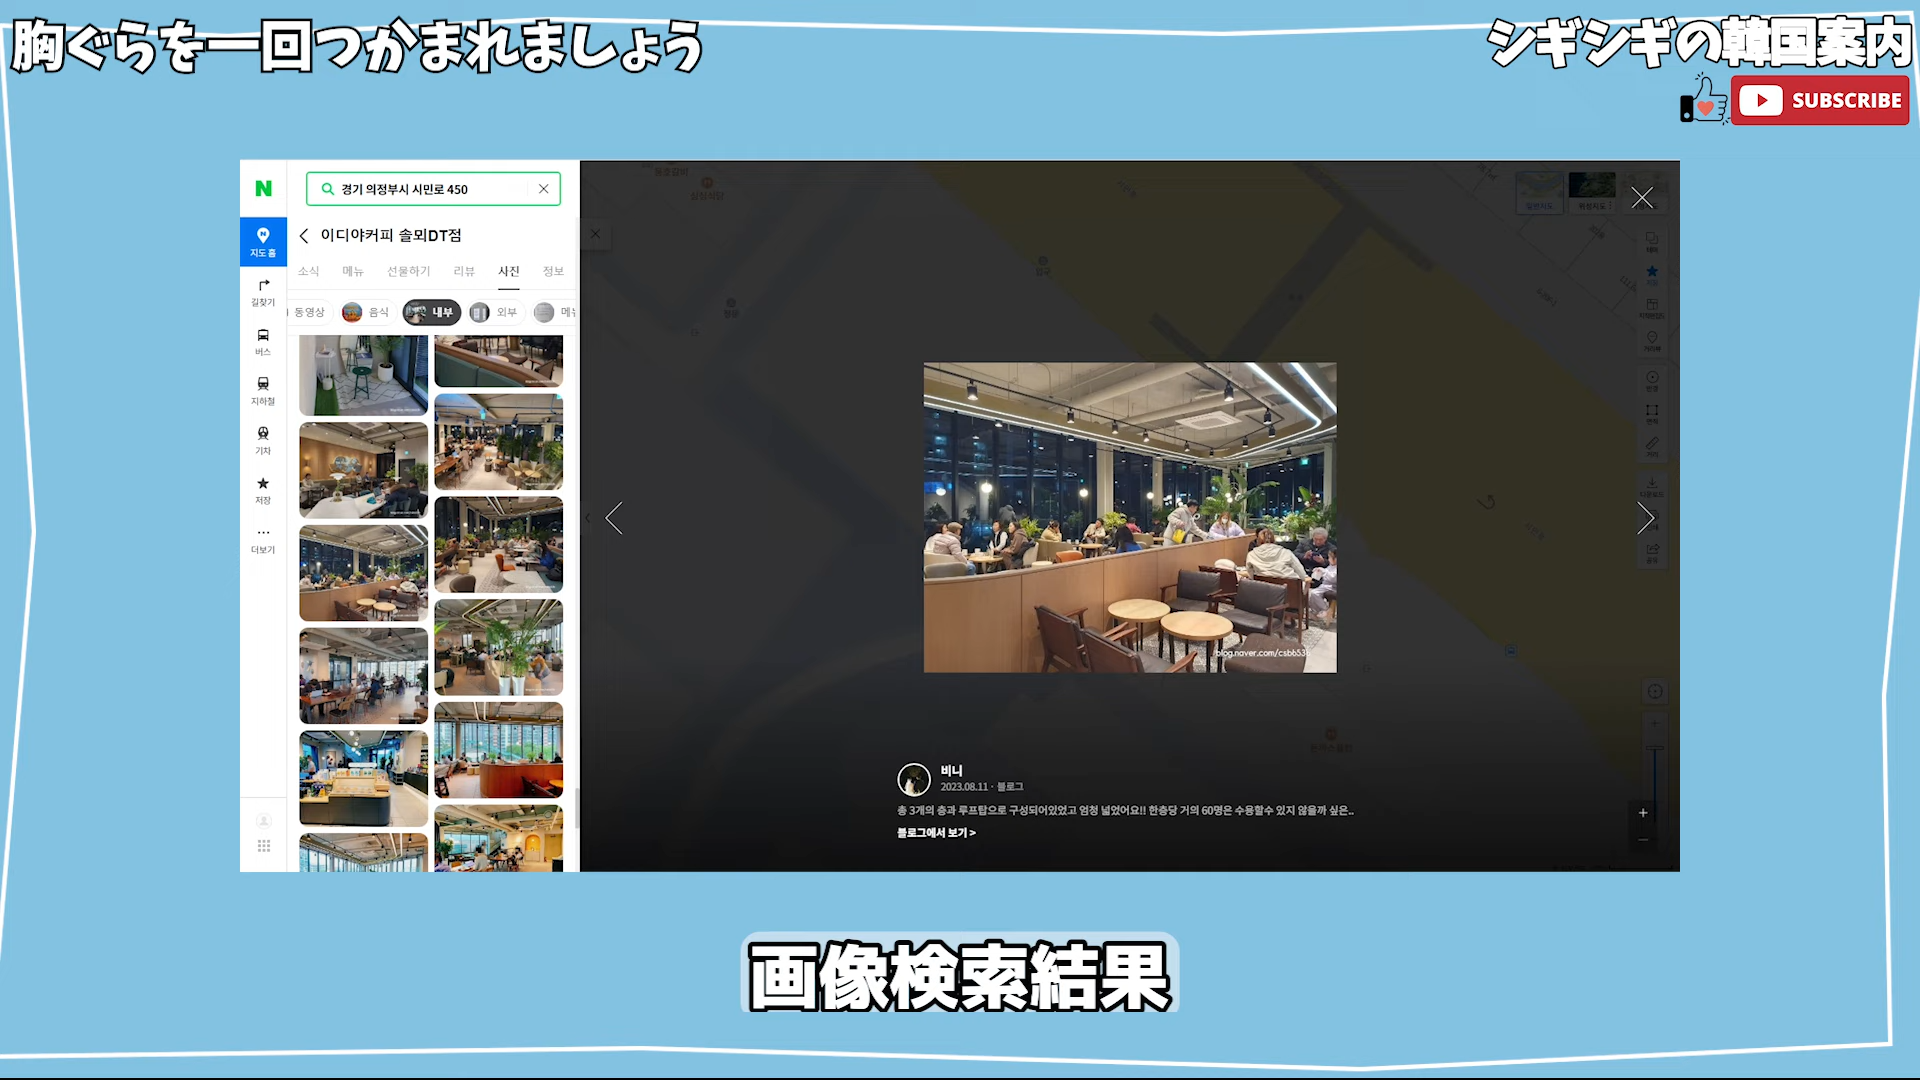 胸ぐらを一回つかまれましょう
シギシギの韓国案内
SUBSCRIBE
N
경기 의정부시 시민로 450
지도 홈
이디야커피 솔뫼DT점
소식 메뉴 선물하기 리뷰 사진 정보
동영상 음식 내부 외부 메뉴
길찾기
버스
지하철
기차
저장
더보기
blog.naver.com/csbb53
비니
2023.08.11 · 블로그
총 3개의 층과 루프탑으로 구성되어있었고 엄청 넓었어요!! 한층당 거의 60명은 수용할수 있지 않을까 싶은..
블로그에서 보기 >
画像検索結果